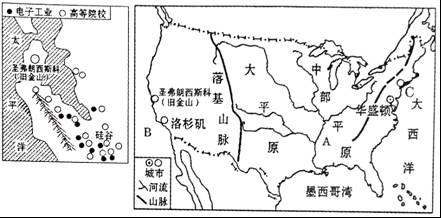 ● 电子工业 ○ 高等院校
太
平
洋
圣弗朗西斯科
(旧金山)
硅谷
圣弗朗西斯科
(旧金山)
洛杉矶
B
落
基
山
脉
大
平
原
中
部
平
原
A
华盛顿
C
大
西
洋
墨西哥湾
城市
河流
山脉